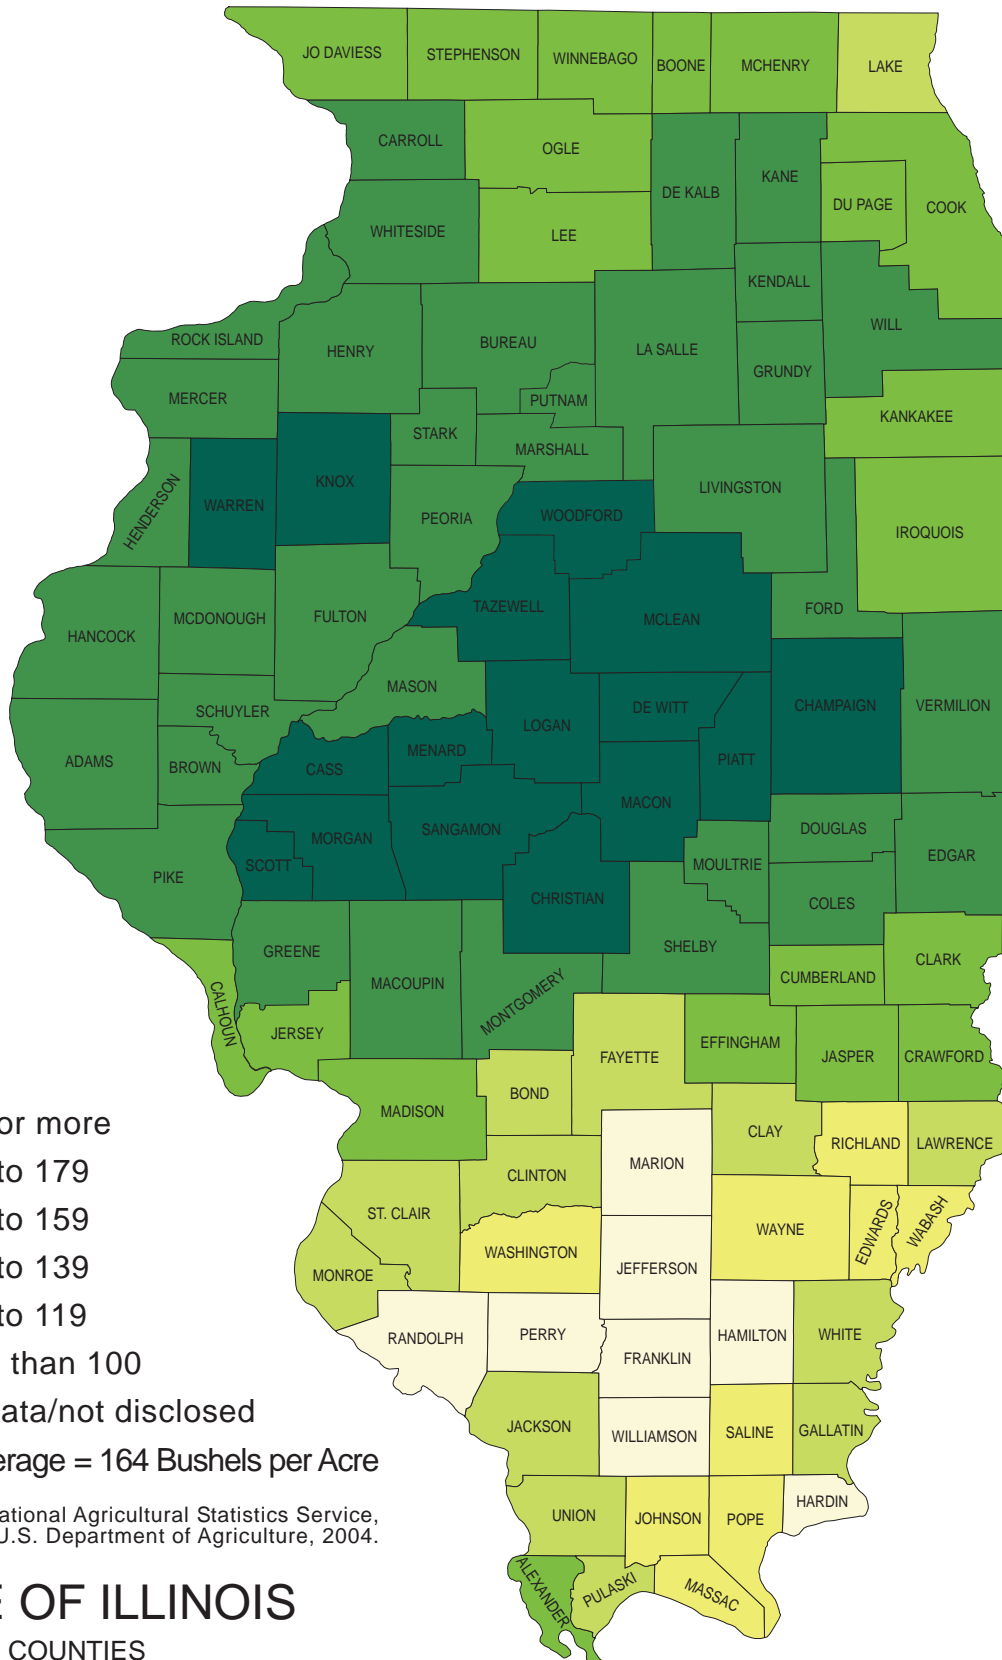 JO DAVIESS
STEPHENSON
WINNEBAGO
BOONE
MCHENRY
LAKE
CARROLL
OGLE
DE KALB
KANE
DU PAGE
COOK
WHITESIDE
LEE
KENDALL
WILL
ROCK ISLAND
HENRY
BUREAU
LA SALLE
GRUNDY
MERCER
PUTNAM
KANKAKEE
STARK
MARSHALL
HENDERSON
WARREN
KNOX
PEORIA
WOODFORD
LIVINGSTON
IROQUOIS
HANCOCK
MCDONOUGH
FULTON
TAZEWELL
MCLEAN
FORD
MASON
SCHUYLER
LOGAN
DE WITT
CHAMPAIGN
VERMILION
ADAMS
BROWN
CASS
MENARD
PIATT
MACON
SCOTT
MORGAN
SANGAMON
DOUGLAS
PIKE
CHRISTIAN
MOULTRIE
EDGAR
COLES
GREENE
MACOUPIN
MONTGOMERY
SHELBY
CUMBERLAND
CLARK
CALHOUN
JERSEY
FAYETTE
EFFINGHAM
JASPER
CRAWFORD
MADISON
BOND
CLAY
RICHLAND
LAWRENCE
CLINTON
MARION
ST. CLAIR
WASHINGTON
WAYNE
EDWARDS
WABASH
MONROE
JEFFERSON
RANDOLPH
PERRY
FRANKLIN
HAMILTON
WHITE
JACKSON
WILLIAMSON
SALINE
GALLATIN
UNION
JOHNSON
POPE
HARDIN
ALEXANDER
PULASKI
MASSAC
or more
to 179
to 159
to 139
to 119
than 100
ata/not disclosed
erage = 164 Bushels per Acre
ational Agricultural Statistics Service,
U.S. Department of Agriculture, 2004.
E OF ILLINOIS
COUNTIES